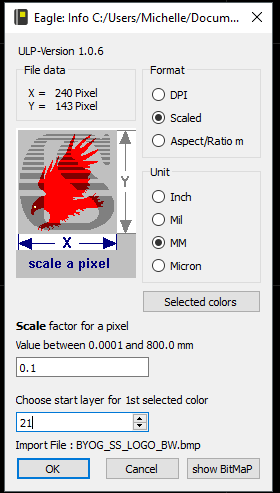 Eagle: Info C:/Users/Michelle/Docum...
ULP-Version 1.0.6
File data
X = 240 Pixel
Y = 143 Pixel
Format
DPI
Scaled
Aspect/Ratio m
Y
X
scale a pixel
Unit
Inch
Mil
MM
Micron
Selected colors
Scale factor for a pixel
Value between 0.0001 and 800.0 mm
0.1
Choose start layer for 1st selected color
21
Import File : BYOG_SS_LOGO_BW.bmp
OK Cancel show BitMaP